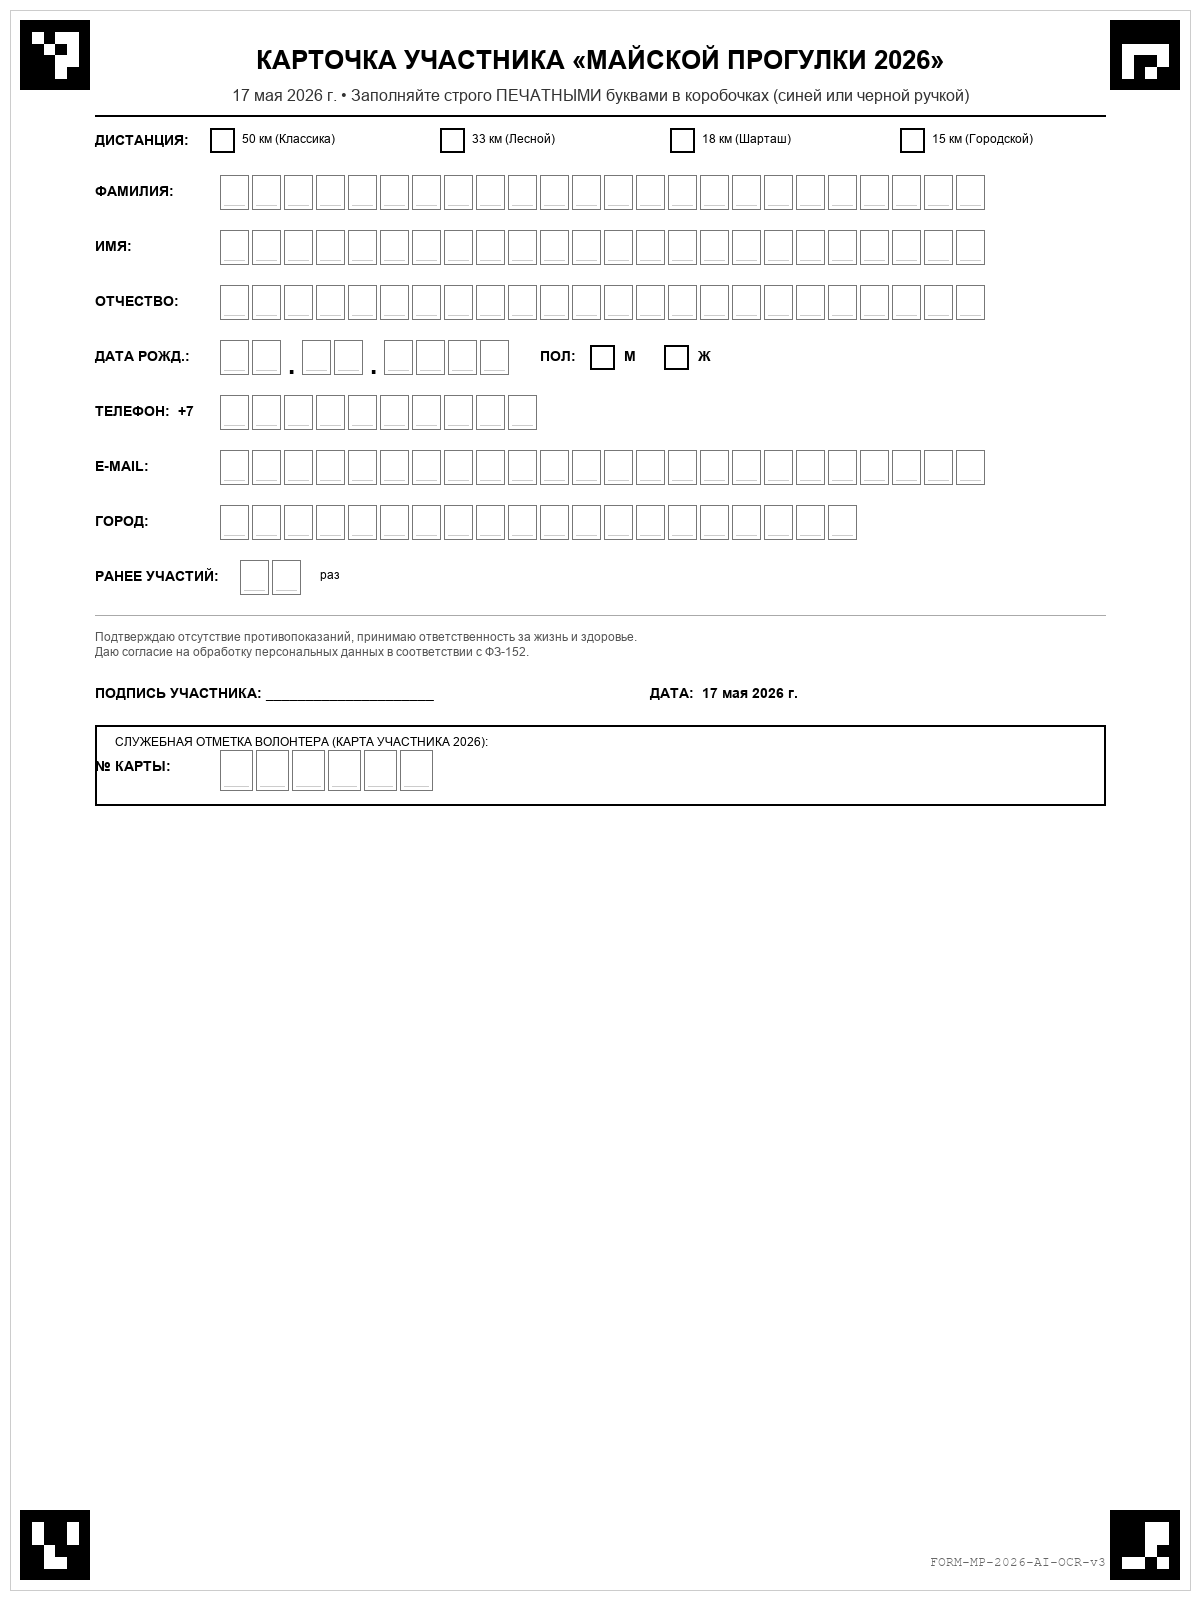 КАРТОЧКА УЧАСТНИКА «МАЙСКОЙ ПРОГУЛКИ 2026»
17 мая 2026 г. • Заполняйте строго ПЕЧАТНЫМИ буквами в коробочках (синей или черной ручкой)
ДИСТАНЦИЯ: 50 км (Классика) 33 км (Лесной) 18 км (Шарташ) 15 км (Городской)
ФАМИЛИЯ:
ИМЯ:
ОТЧЕСТВО:
ДАТА РОЖД.: . . ПОЛ: М Ж
ТЕЛЕФОН: +7
E-MAIL:
ГОРОД:
РАНЕЕ УЧАСТИЙ: раз
Подтверждаю отсутствие противопоказаний, принимаю ответственность за жизнь и здоровье.
Даю согласие на обработку персональных данных в соответствии с ФЗ-152.
ПОДПИСЬ УЧАСТНИКА: _____________________ ДАТА: 17 мая 2026 г.
СЛУЖЕБНАЯ ОТМЕТКА ВОЛОНТЕРА (КАРТА УЧАСТНИКА 2026):
№ КАРТЫ:
FORM-MP-2026-AI-OCR-v3